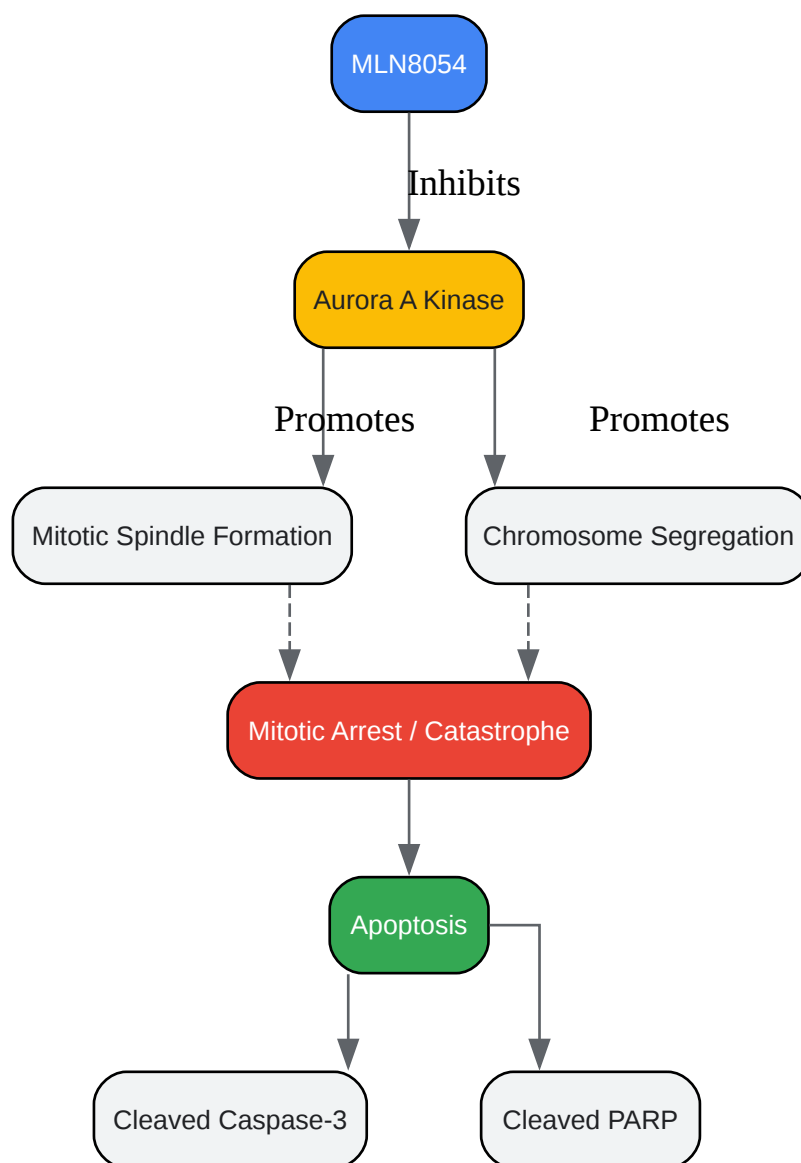 MLN8054
Inhibits
Aurora A Kinase
Promotes
Promotes
Mitotic Spindle Formation
Chromosome Segregation
Mitotic Arrest / Catastrophe
Apoptosis
Cleaved Caspase-3
Cleaved PARP